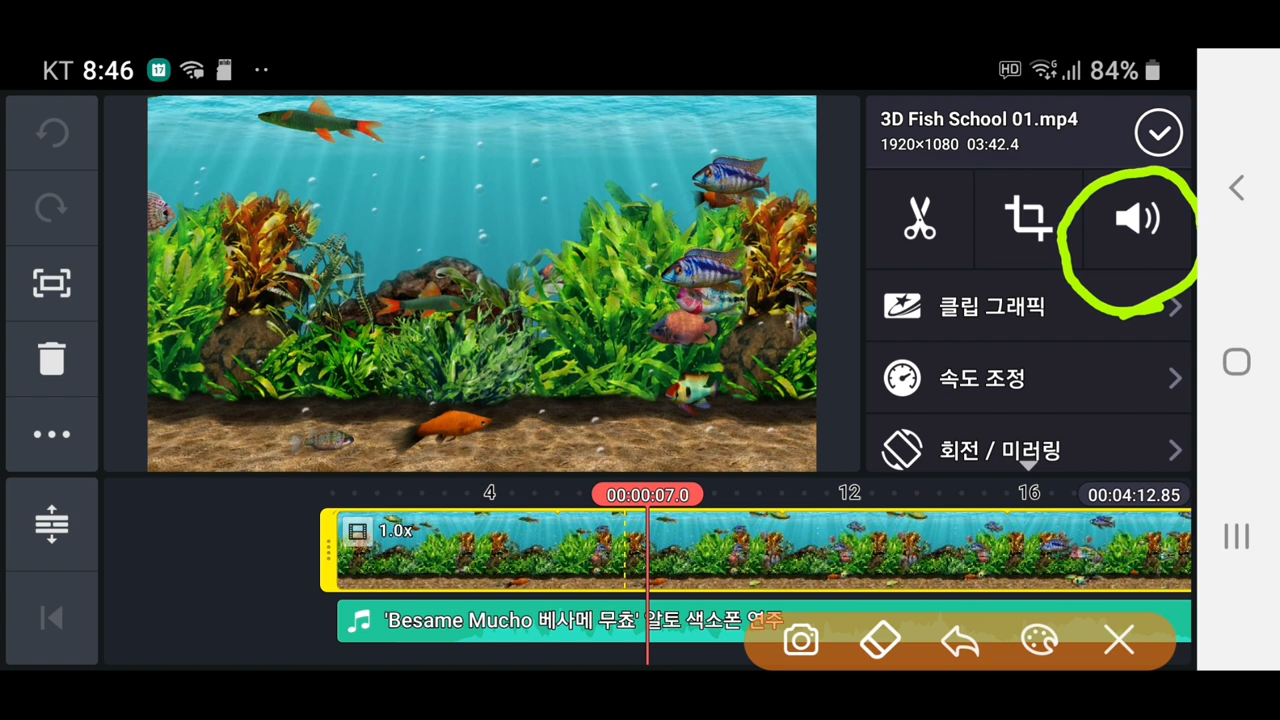 KT 8:46 17 HD 6 84%
3D Fish School 01.mp4
1920×1080 03:42.4
클립 그래픽
속도 조정
회전 / 미러링
4 00:00:07.0 12 16 00:04:12.85
1.0x
'Besame Mucho 베사메 무쵸' 알토 색소폰 연주